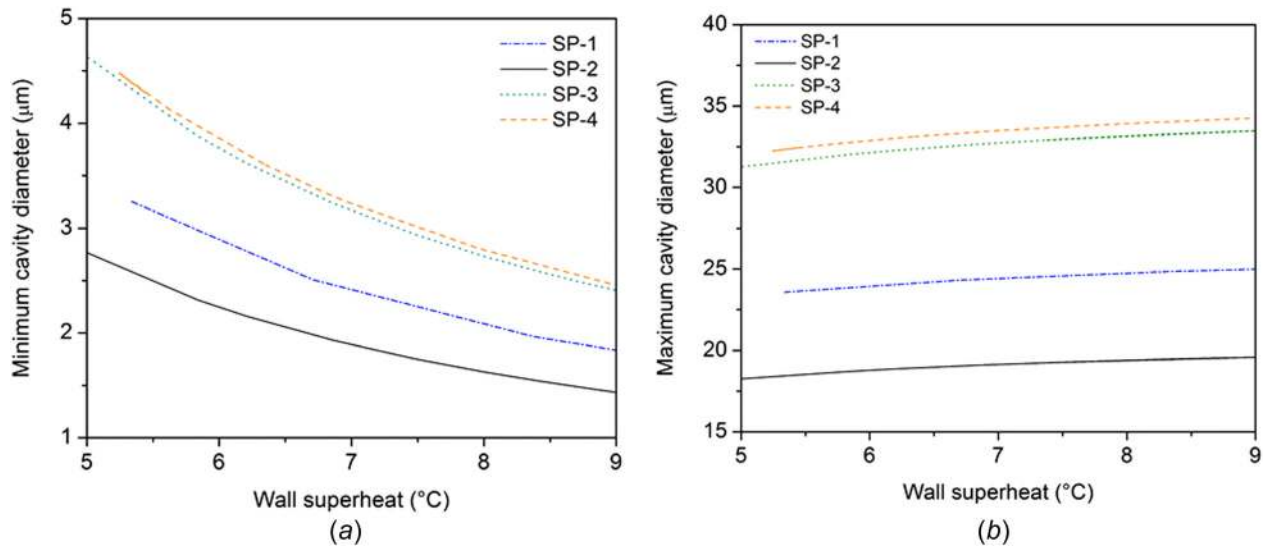 5
4
3
2
1
Minimum cavity diameter (μm)
SP-1
SP-2
SP-3
SP-4
5 6 7 8 9
Wall superheat (°C)
(a)
40
35
30
25
20
15
Maximum cavity diameter (μm)
SP-1
SP-2
SP-3
SP-4
5 6 7 8 9
Wall superheat (°C)
(b)